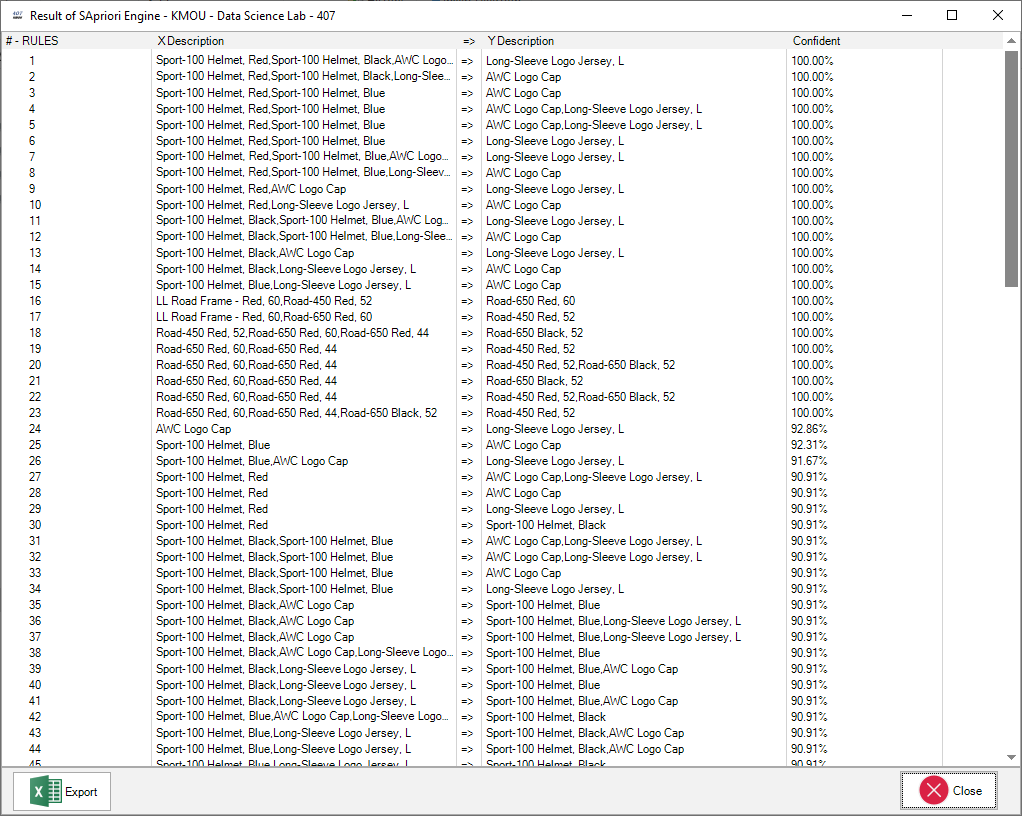 407 Result of SApriori Engine - KMOU - Data Science Lab - 407
# - RULES X Description => Y Description Confident
1 Sport-100 Helmet, Red,Sport-100 Helmet, Black,AWC Logo... => Long-Sleeve Logo Jersey, L 100.00%
2 Sport-100 Helmet, Red,Sport-100 Helmet, Black,Long-Slee... => AWC Logo Cap 100.00%
3 Sport-100 Helmet, Red,Sport-100 Helmet, Blue => AWC Logo Cap 100.00%
4 Sport-100 Helmet, Red,Sport-100 Helmet, Blue => AWC Logo Cap,Long-Sleeve Logo Jersey, L 100.00%
5 Sport-100 Helmet, Red,Sport-100 Helmet, Blue => AWC Logo Cap,Long-Sleeve Logo Jersey, L 100.00%
6 Sport-100 Helmet, Red,Sport-100 Helmet, Blue => Long-Sleeve Logo Jersey, L 100.00%
7 Sport-100 Helmet, Red,Sport-100 Helmet, Blue,AWC Logo... => Long-Sleeve Logo Jersey, L 100.00%
8 Sport-100 Helmet, Red,Sport-100 Helmet, Blue,Long-Sleev... => AWC Logo Cap 100.00%
9 Sport-100 Helmet, Red,AWC Logo Cap => Long-Sleeve Logo Jersey, L 100.00%
10 Sport-100 Helmet, Red,Long-Sleeve Logo Jersey, L => AWC Logo Cap 100.00%
11 Sport-100 Helmet, Black,Sport-100 Helmet, Blue,AWC Log... => Long-Sleeve Logo Jersey, L 100.00%
12 Sport-100 Helmet, Black,Sport-100 Helmet, Blue,Long-Slee... => AWC Logo Cap 100.00%
13 Sport-100 Helmet, Black,AWC Logo Cap => Long-Sleeve Logo Jersey, L 100.00%
14 Sport-100 Helmet, Black,Long-Sleeve Logo Jersey, L => AWC Logo Cap 100.00%
15 Sport-100 Helmet, Blue,Long-Sleeve Logo Jersey, L => AWC Logo Cap 100.00%
16 LL Road Frame - Red, 60,Road-450 Red, 52 => Road-650 Red, 60 100.00%
17 LL Road Frame - Red, 60,Road-650 Red, 60 => Road-450 Red, 52 100.00%
18 Road-450 Red, 52,Road-650 Red, 60,Road-650 Red, 44 => Road-650 Black, 52 100.00%
19 Road-650 Red, 60,Road-650 Red, 44 => Road-450 Red, 52 100.00%
20 Road-650 Red, 60,Road-650 Red, 44 => Road-450 Red, 52,Road-650 Black, 52 100.00%
21 Road-650 Red, 60,Road-650 Red, 44 => Road-650 Black, 52 100.00%
22 Road-650 Red, 60,Road-650 Red, 44 => Road-450 Red, 52,Road-650 Black, 52 100.00%
23 Road-650 Red, 60,Road-650 Red, 44,Road-650 Black, 52 => Road-450 Red, 52 100.00%
24 AWC Logo Cap => Long-Sleeve Logo Jersey, L 92.86%
25 Sport-100 Helmet, Blue => AWC Logo Cap 92.31%
26 Sport-100 Helmet, Blue,AWC Logo Cap => Long-Sleeve Logo Jersey, L 91.67%
27 Sport-100 Helmet, Red => AWC Logo Cap,Long-Sleeve Logo Jersey, L 90.91%
28 Sport-100 Helmet, Red => AWC Logo Cap 90.91%
29 Sport-100 Helmet, Red => Long-Sleeve Logo Jersey, L 90.91%
30 Sport-100 Helmet, Red => Sport-100 Helmet, Black 90.91%
31 Sport-100 Helmet, Black,Sport-100 Helmet, Blue => AWC Logo Cap,Long-Sleeve Logo Jersey, L 90.91%
32 Sport-100 Helmet, Black,Sport-100 Helmet, Blue => AWC Logo Cap,Long-Sleeve Logo Jersey, L 90.91%
33 Sport-100 Helmet, Black,Sport-100 Helmet, Blue => AWC Logo Cap 90.91%
34 Sport-100 Helmet, Black,Sport-100 Helmet, Blue => Long-Sleeve Logo Jersey, L 90.91%
35 Sport-100 Helmet, Black,AWC Logo Cap => Sport-100 Helmet, Blue 90.91%
36 Sport-100 Helmet, Black,AWC Logo Cap => Sport-100 Helmet, Blue,Long-Sleeve Logo Jersey, L 90.91%
37 Sport-100 Helmet, Black,AWC Logo Cap => Sport-100 Helmet, Blue,Long-Sleeve Logo Jersey, L 90.91%
38 Sport-100 Helmet, Black,AWC Logo Cap,Long-Sleeve Logo... => Sport-100 Helmet, Blue 90.91%
39 Sport-100 Helmet, Black,Long-Sleeve Logo Jersey, L => Sport-100 Helmet, Blue,AWC Logo Cap 90.91%
40 Sport-100 Helmet, Black,Long-Sleeve Logo Jersey, L => Sport-100 Helmet, Blue 90.91%
41 Sport-100 Helmet, Black,Long-Sleeve Logo Jersey, L => Sport-100 Helmet, Blue,AWC Logo Cap 90.91%
42 Sport-100 Helmet, Blue,AWC Logo Cap,Long-Sleeve Logo... => Sport-100 Helmet, Black 90.91%
43 Sport-100 Helmet, Blue,Long-Sleeve Logo Jersey, L => Sport-100 Helmet, Black,AWC Logo Cap 90.91%
44 Sport-100 Helmet, Blue,Long-Sleeve Logo Jersey, L => Sport-100 Helmet, Black,AWC Logo Cap 90.91%
45 Sport-100 Helmet, Blue,Long-Sleeve Logo Jersey, L => Sport-100 Helmet, Black 90.91%
X Export
Close